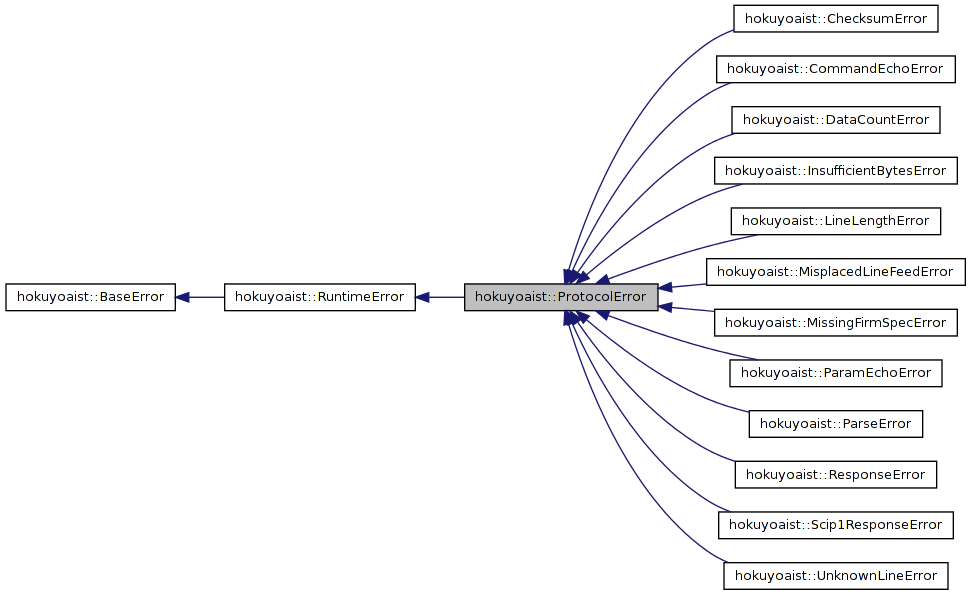 hokuyoaist::ChecksumError
hokuyoaist::CommandEchoError
hokuyoaist::DataCountError
hokuyoaist::InsufficientBytesError
hokuyoaist::LineLengthError
hokuyoaist::MisplacedLineFeedError
hokuyoaist::BaseError
hokuyoaist::RuntimeError
hokuyoaist::ProtocolError
hokuyoaist::MissingFirmSpecError
hokuyoaist::ParamEchoError
hokuyoaist::ParseError
hokuyoaist::ResponseError
hokuyoaist::Scip1ResponseError
hokuyoaist::UnknownLineError